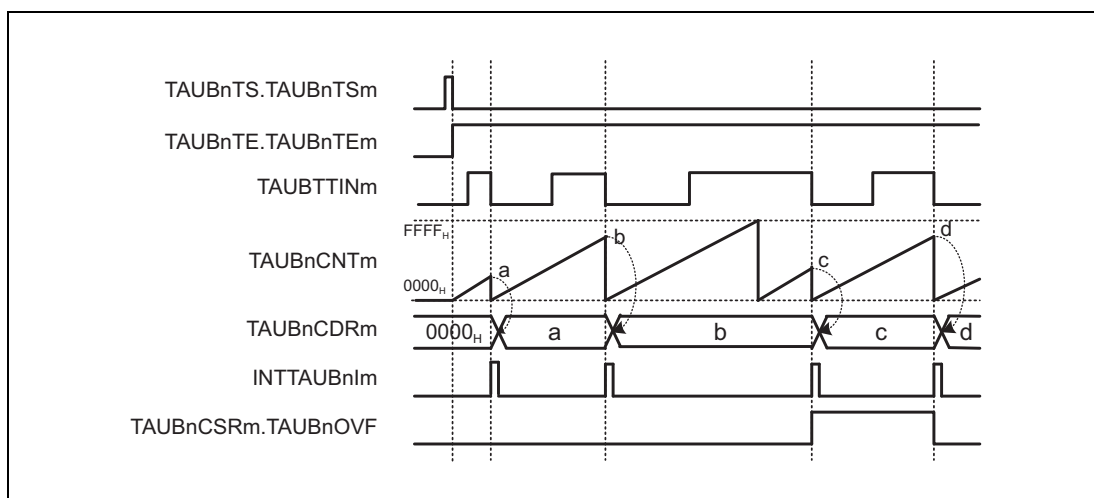 TAUBnTS.TAUBnTSm
TAUBnTE.TAUBnTEm
TAUBTTINm
FFFFH
TAUBnCNTm
0000H
a
b
c
d
TAUBnCDRm
0000H
a
b
c
d
INTTAUBnIm
TAUBnCSRm.TAUBnOVF